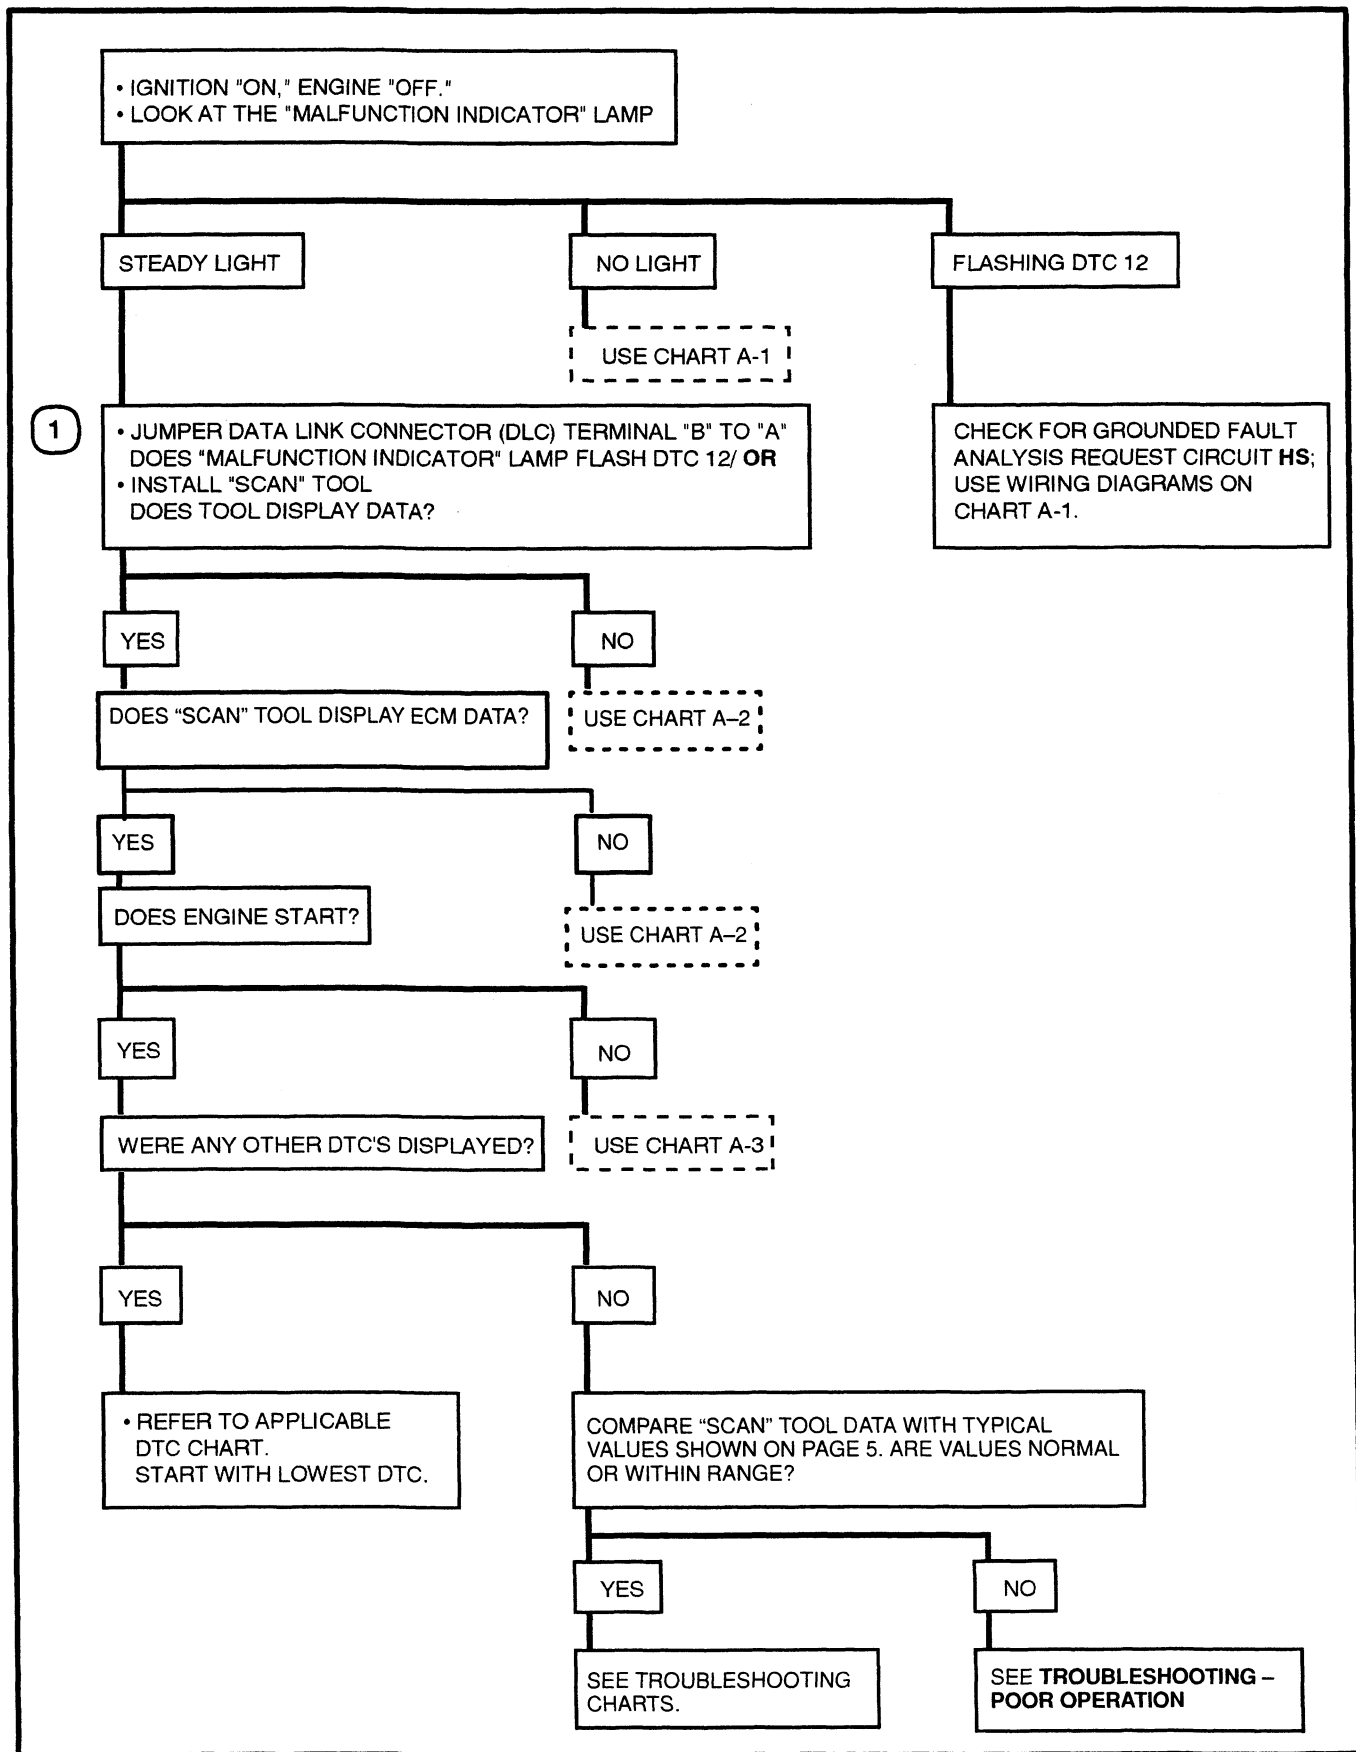 • IGNITION "ON," ENGINE "OFF."
• LOOK AT THE "MALFUNCTION INDICATOR" LAMP
STEADY LIGHT
NO LIGHT
FLASHING DTC 12
USE CHART A-1
1
• JUMPER DATA LINK CONNECTOR (DLC) TERMINAL "B" TO "A"
DOES "MALFUNCTION INDICATOR" LAMP FLASH DTC 12/ OR
• INSTALL "SCAN" TOOL
DOES TOOL DISPLAY DATA?
CHECK FOR GROUNDED FAULT
ANALYSIS REQUEST CIRCUIT HS;
USE WIRING DIAGRAMS ON
CHART A-1.
YES
NO
DOES “SCAN” TOOL DISPLAY ECM DATA?
USE CHART A–2
YES
NO
DOES ENGINE START?
USE CHART A–2
YES
NO
WERE ANY OTHER DTC'S DISPLAYED?
USE CHART A-3
YES
NO
• REFER TO APPLICABLE
DTC CHART.
START WITH LOWEST DTC.
COMPARE “SCAN” TOOL DATA WITH TYPICAL
VALUES SHOWN ON PAGE 5. ARE VALUES NORMAL
OR WITHIN RANGE?
YES
NO
SEE TROUBLESHOOTING
CHARTS.
SEE TROUBLESHOOTING –
POOR OPERATION